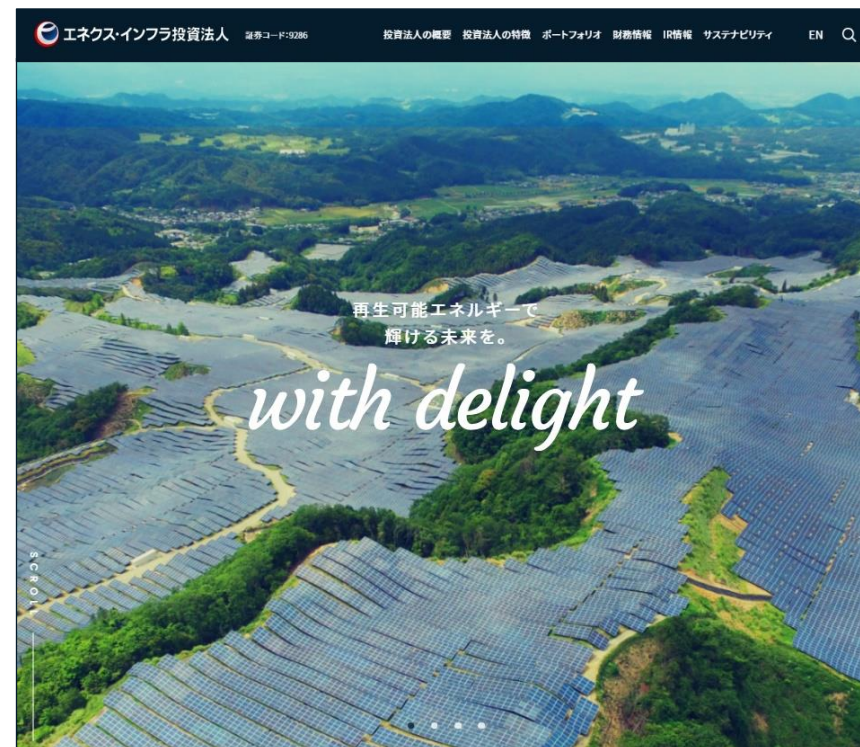 エネクス・インフラ投資法人 証券コード:9286 投資法人の概要 投資法人の特徴 ポートフォリオ 財務情報 IR情報 サステナビリティ EN
再生可能エネルギーで
輝ける未来を。
with delight
SCROLL